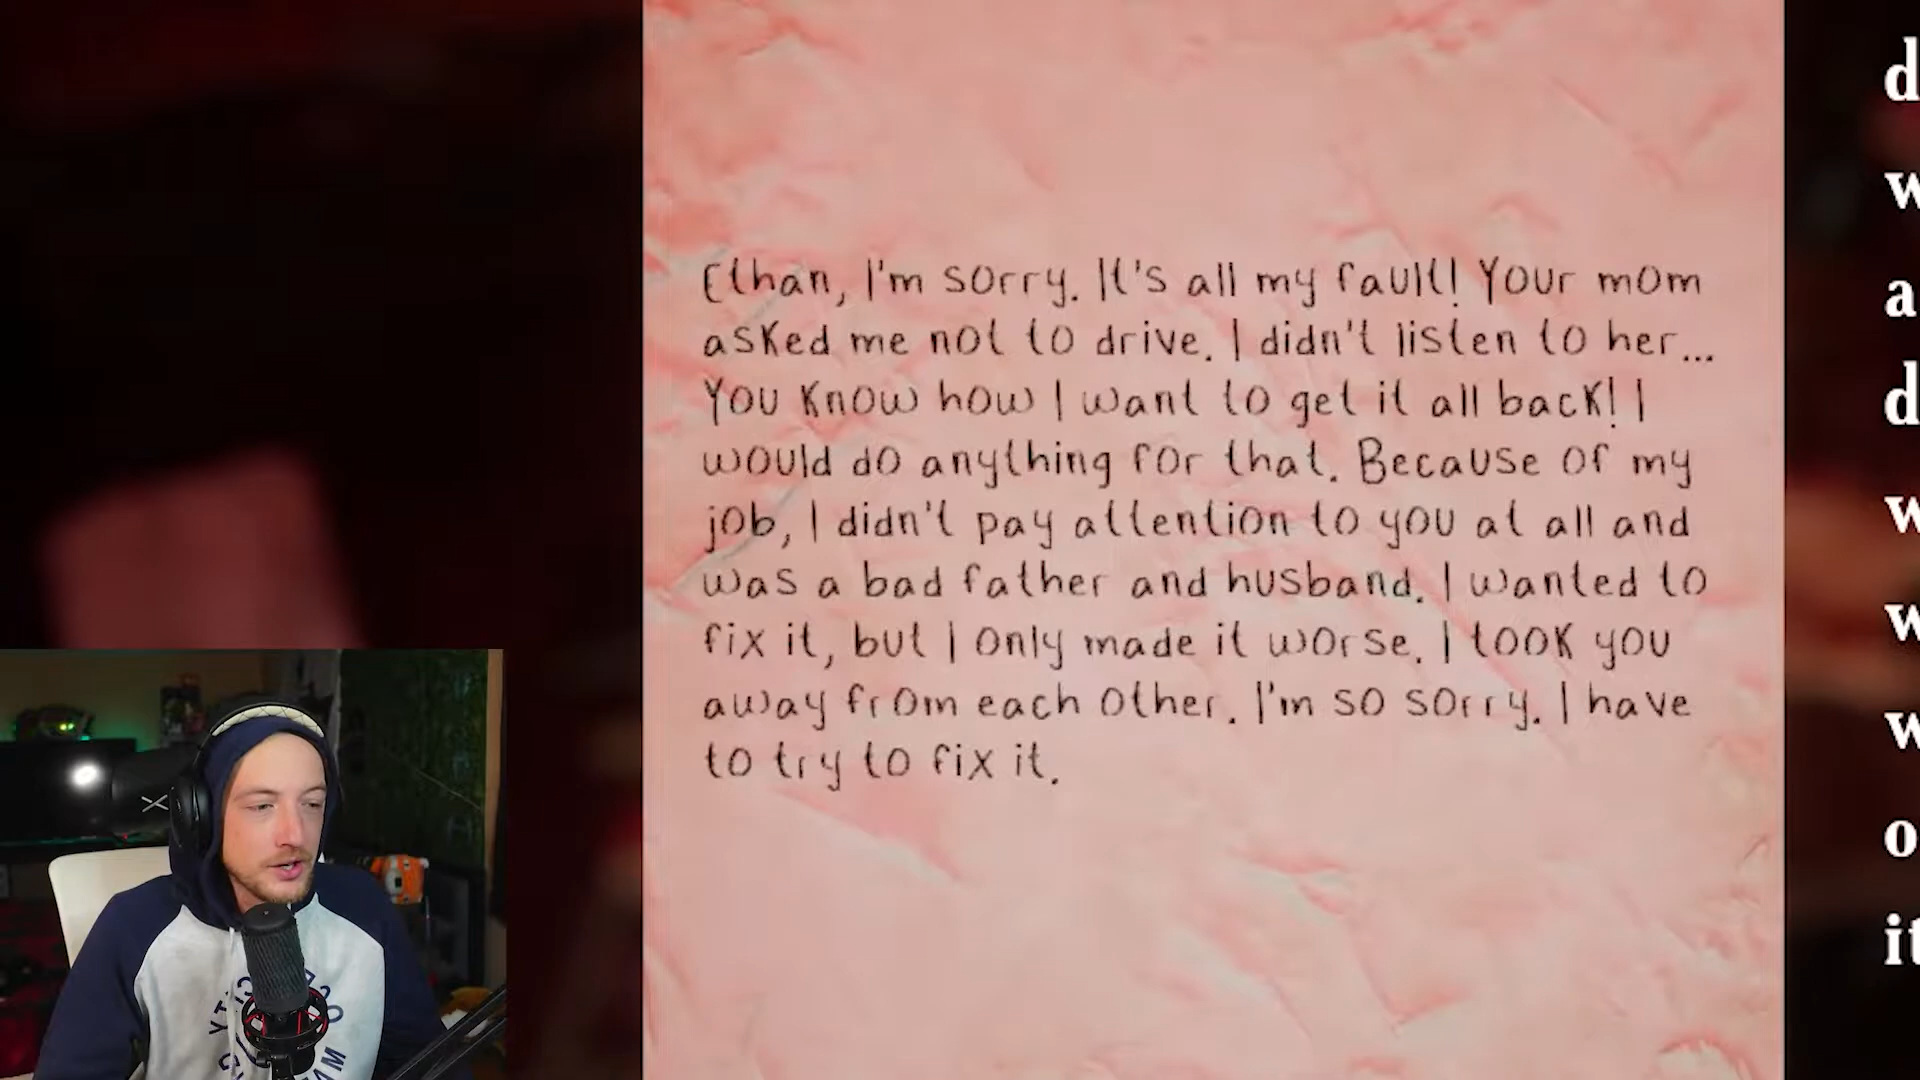 Ethan, I'm sorry. It's all my fault! Your mom
asked me not to drive. I didn't listen to her...
You know how I want to get it all back! I
would do anything for that. Because of my
job, I didn't pay attention to you at all and
was a bad father and husband. I wanted to
fix it, but I only made it worse. I took you
away from each other. I'm so sorry. I have
to try to fix it.